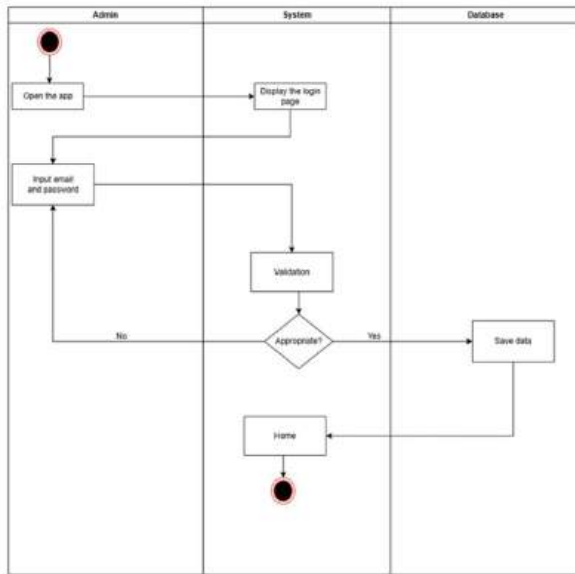 Admin
System
Database
Open the app
Display the login
page
Input email
and password
Validation
No
Appropriate?
Yes
Save data
Home